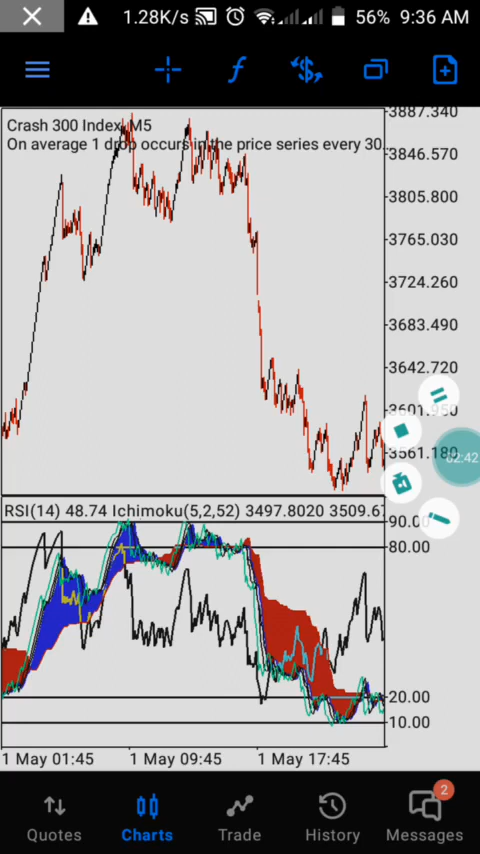 1.28K/s 56% 9:36 AM
f
Crash 300 Index, M5
On average 1 drop occurs in the price series every 30...
3887.340
3846.570
3805.800
3765.030
3724.260
3683.490
3642.720
3601.950
3561.180
02:42
RSI(14) 48.74 Ichimoku(5,2,52) 3497.8020 3509.67
90.00
80.00
20.00
10.00
1 May 01:45 1 May 09:45 1 May 17:45
2
Quotes Charts Trade History Messages